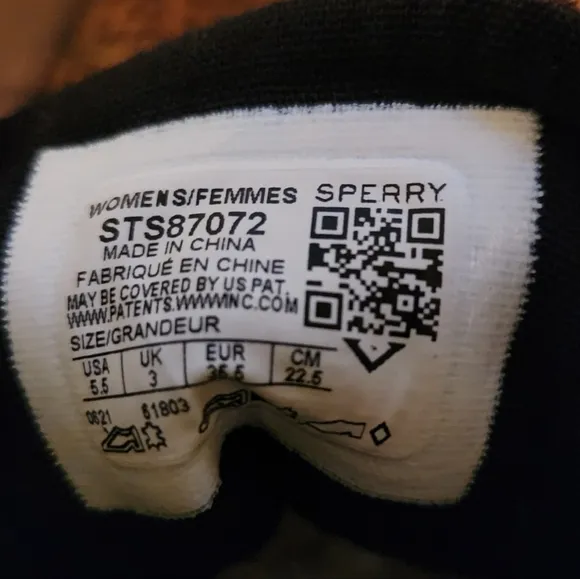 WOMENS/FEMMES SPERRY
STS87072
MADE IN CHINA
FABRIQUÉ EN CHINE
MAY BE COVERED BY US PAT.
WWW.PATENTS.WWWINC.COM
SIZE/GRANDEUR
USA UK EUR CM
5.5 3 35.5 22.5
0621 61803